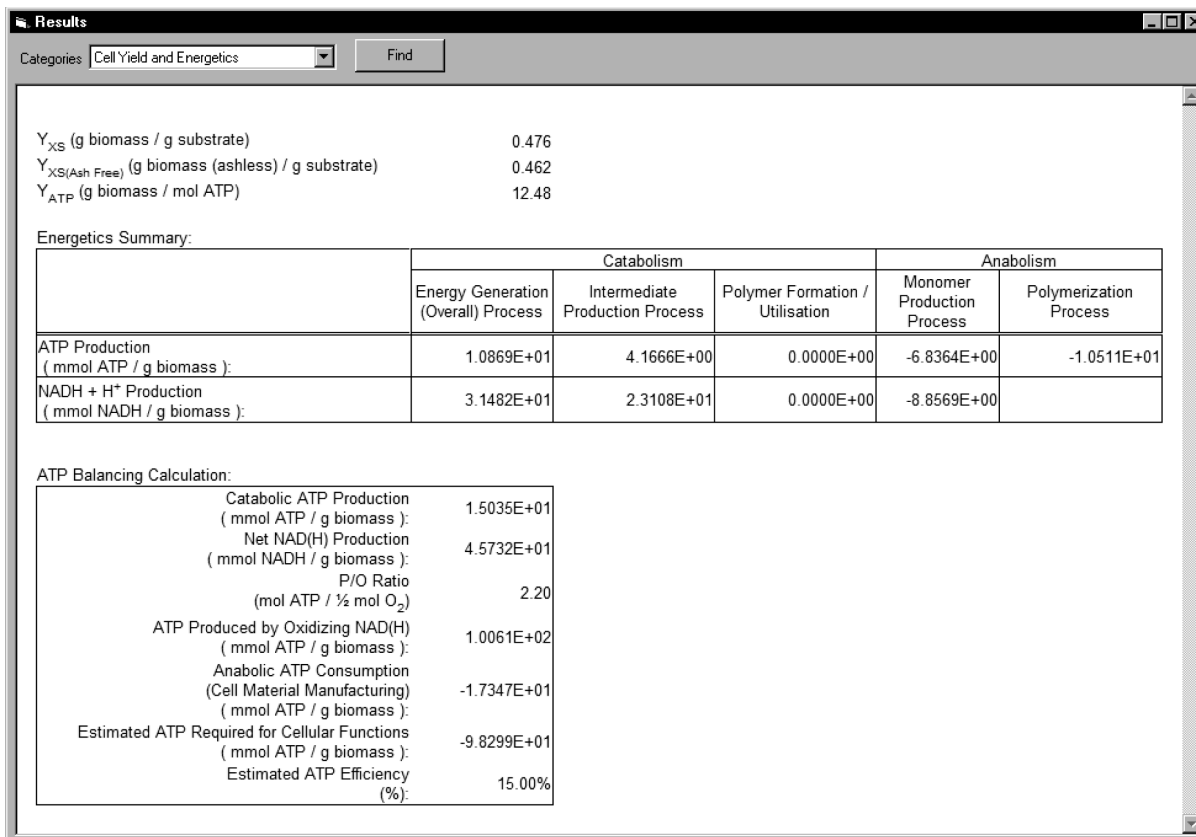 Results
Categories Cell Yield and Energetics Find
Y_XS (g biomass / g substrate) 0.476
Y_XS(Ash Free) (g biomass (ashless) / g substrate) 0.462
Y_ATP (g biomass / mol ATP) 12.48
Energetics Summary:
Catabolism Anabolism
Energy Generation (Overall) Process Intermediate Production Process Polymer Formation / Utilisation Monomer Production Process Polymerization Process
ATP Production
( mmol ATP / g biomass ): 1.0869E+01 4.1666E+00 0.0000E+00 -6.8364E+00 -1.0511E+01
NADH + H⁺ Production
( mmol NADH / g biomass ): 3.1482E+01 2.3108E+01 0.0000E+00 -8.8569E+00
ATP Balancing Calculation:
Catabolic ATP Production
( mmol ATP / g biomass ): 1.5035E+01
Net NAD(H) Production
( mmol NADH / g biomass ): 4.5732E+01
P/O Ratio
(mol ATP / ½ mol O₂) 2.20
ATP Produced by Oxidizing NAD(H)
( mmol ATP / g biomass ): 1.0061E+02
Anabolic ATP Consumption
(Cell Material Manufacturing)
( mmol ATP / g biomass ): -1.7347E+01
Estimated ATP Required for Cellular Functions
( mmol ATP / g biomass ): -9.8299E+01
Estimated ATP Efficiency
(%): 15.00%